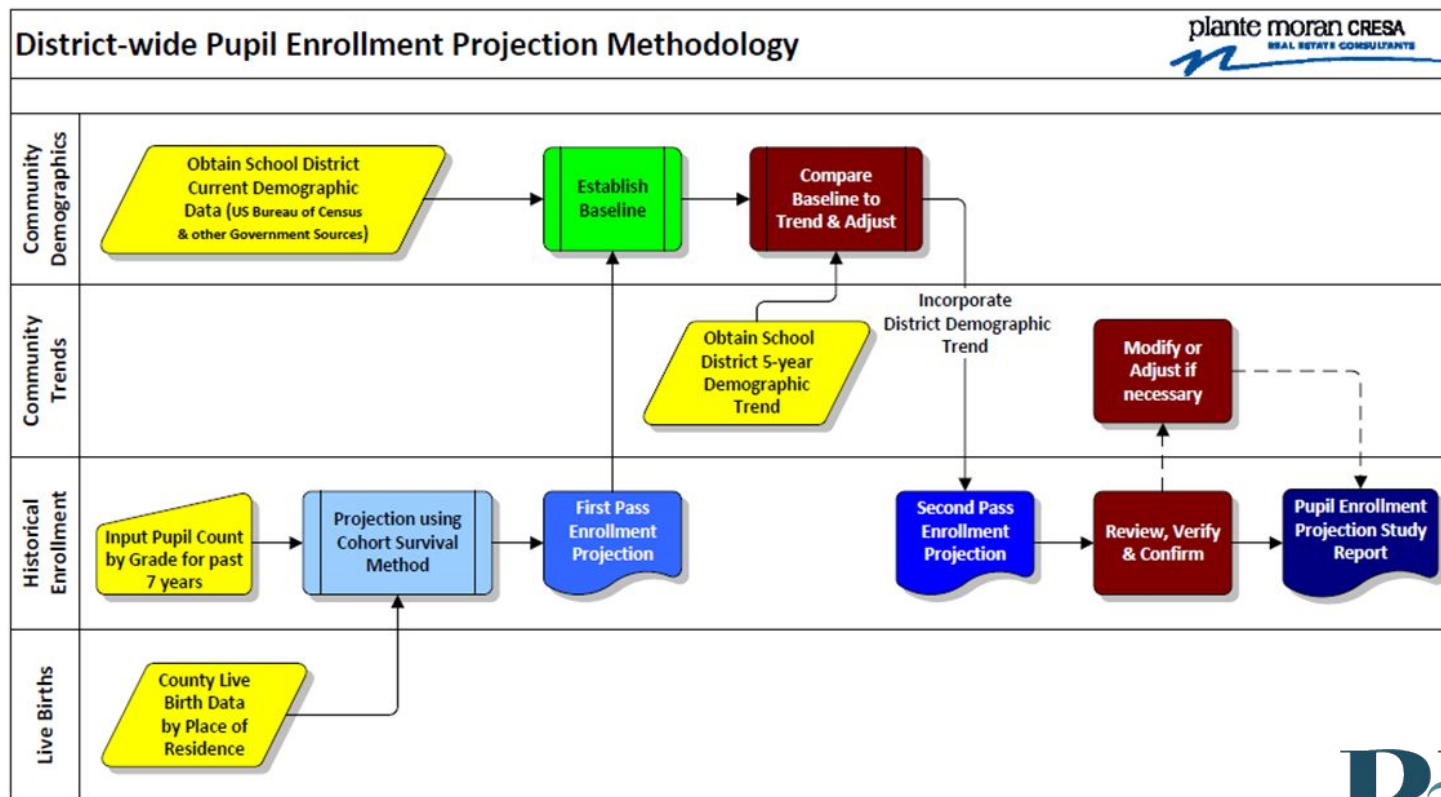 District-wide Pupil Enrollment Projection Methodology
plante moran CRESA
REAL ESTATE CONSULTANTS
Community
Demographics
Obtain School District
Current Demographic
Data (US Bureau of Census
& other Government Sources)
Establish
Baseline
Compare
Baseline to
Trend & Adjust
Community
Trends
Obtain School
District 5-year
Demographic
Trend
Incorporate
District Demographic
Trend
Modify or
Adjust if
necessary
Historical
Enrollment
Input Pupil Count
by Grade for past
7 years
Projection using
Cohort Survival
Method
First Pass
Enrollment
Projection
Second Pass
Enrollment
Projection
Review, Verify
& Confirm
Pupil Enrollment
Projection Study
Report
Live Births
County Live
Birth Data
by Place of
Residence